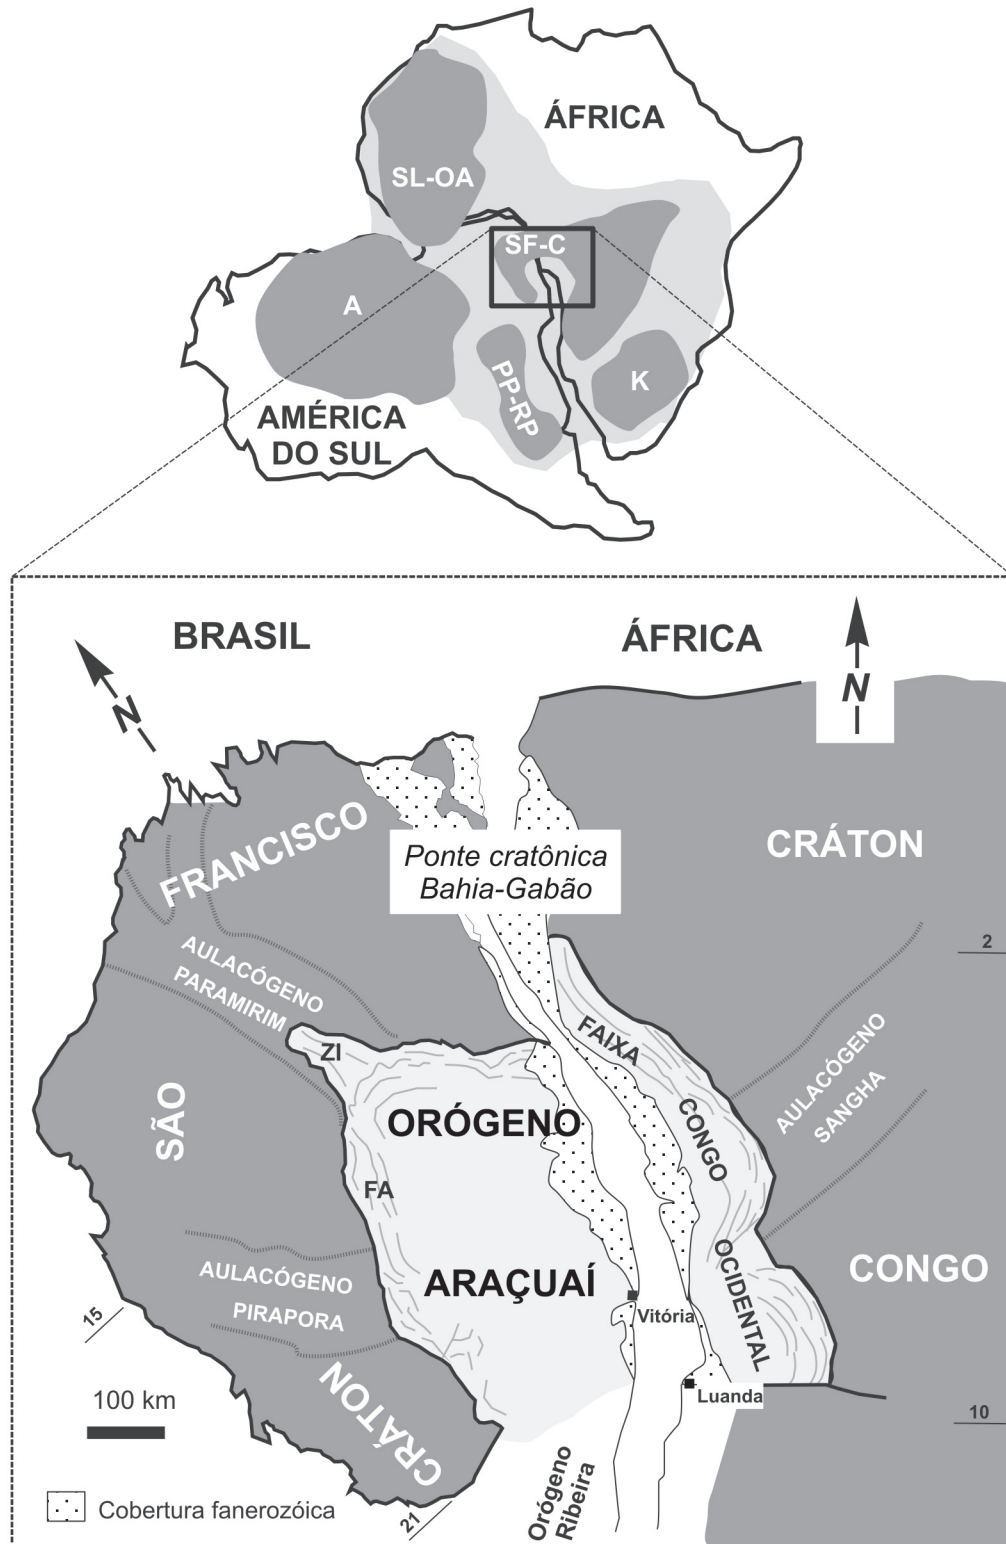 ÁFRICA
SL-OA
SF-C
A
K
PP-RP
AMÉRICA
DO SUL
BRASIL
ÁFRICA
N
N
FRANCISCO
CRÁTON
Ponte cratônica
Bahia-Gabão
2
AULACÓGENO
PARAMIRIM
FAIXA
AULACÓGENO
SANGHA
ZI
SÃO
ORÓGENO
CONGO
FA
AULACÓGENO
PIRAPORA
ARAÇUAÍ
OCIDENTAL
CONGO
15
Vitória
CRÁTON
Luanda
100 km
10
Orógeno
Ribeira
Cobertura fanerozóica
21